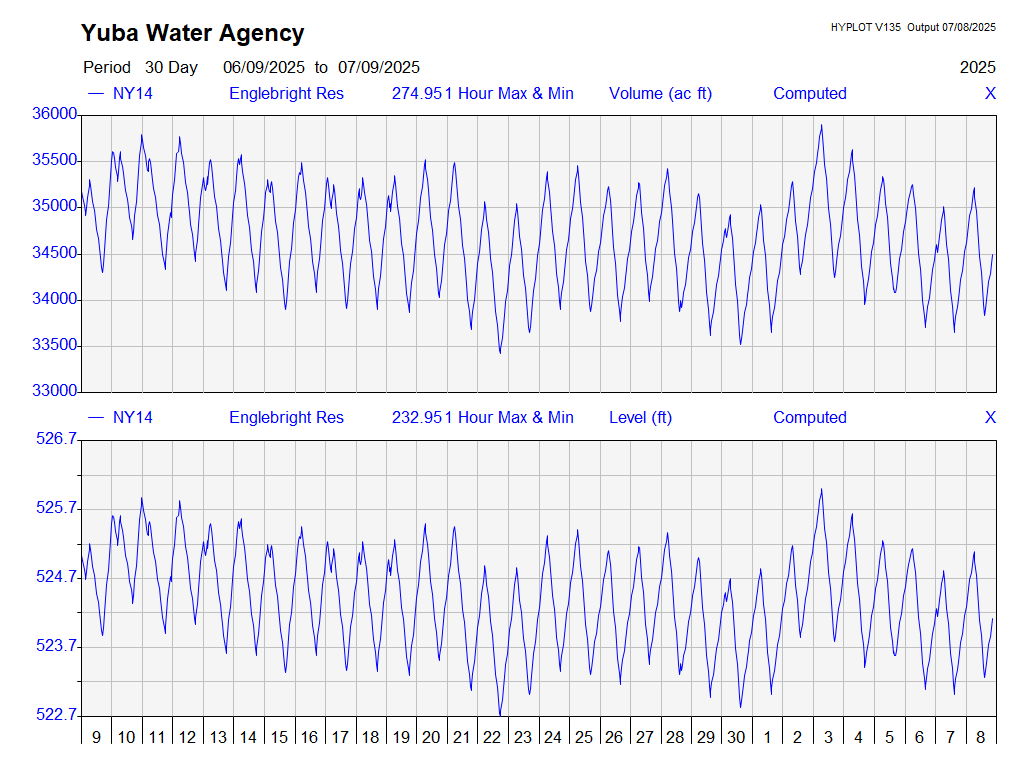 Yuba Water Agency
HYPLOT V135 Output 07/08/2025
Period 30 Day 06/09/2025 to 07/09/2025
2025
NY14 Englebright Res 274.951 Hour Max & Min Volume (ac ft) Computed X
36000
35500
35000
34500
34000
33500
33000
NY14 Englebright Res 232.951 Hour Max & Min Level (ft) Computed X
526.7
525.7
524.7
523.7
522.7
9 10 11 12 13 14 15 16 17 18 19 20 21 22 23 24 25 26 27 28 29 30 1 2 3 4 5 6 7 8